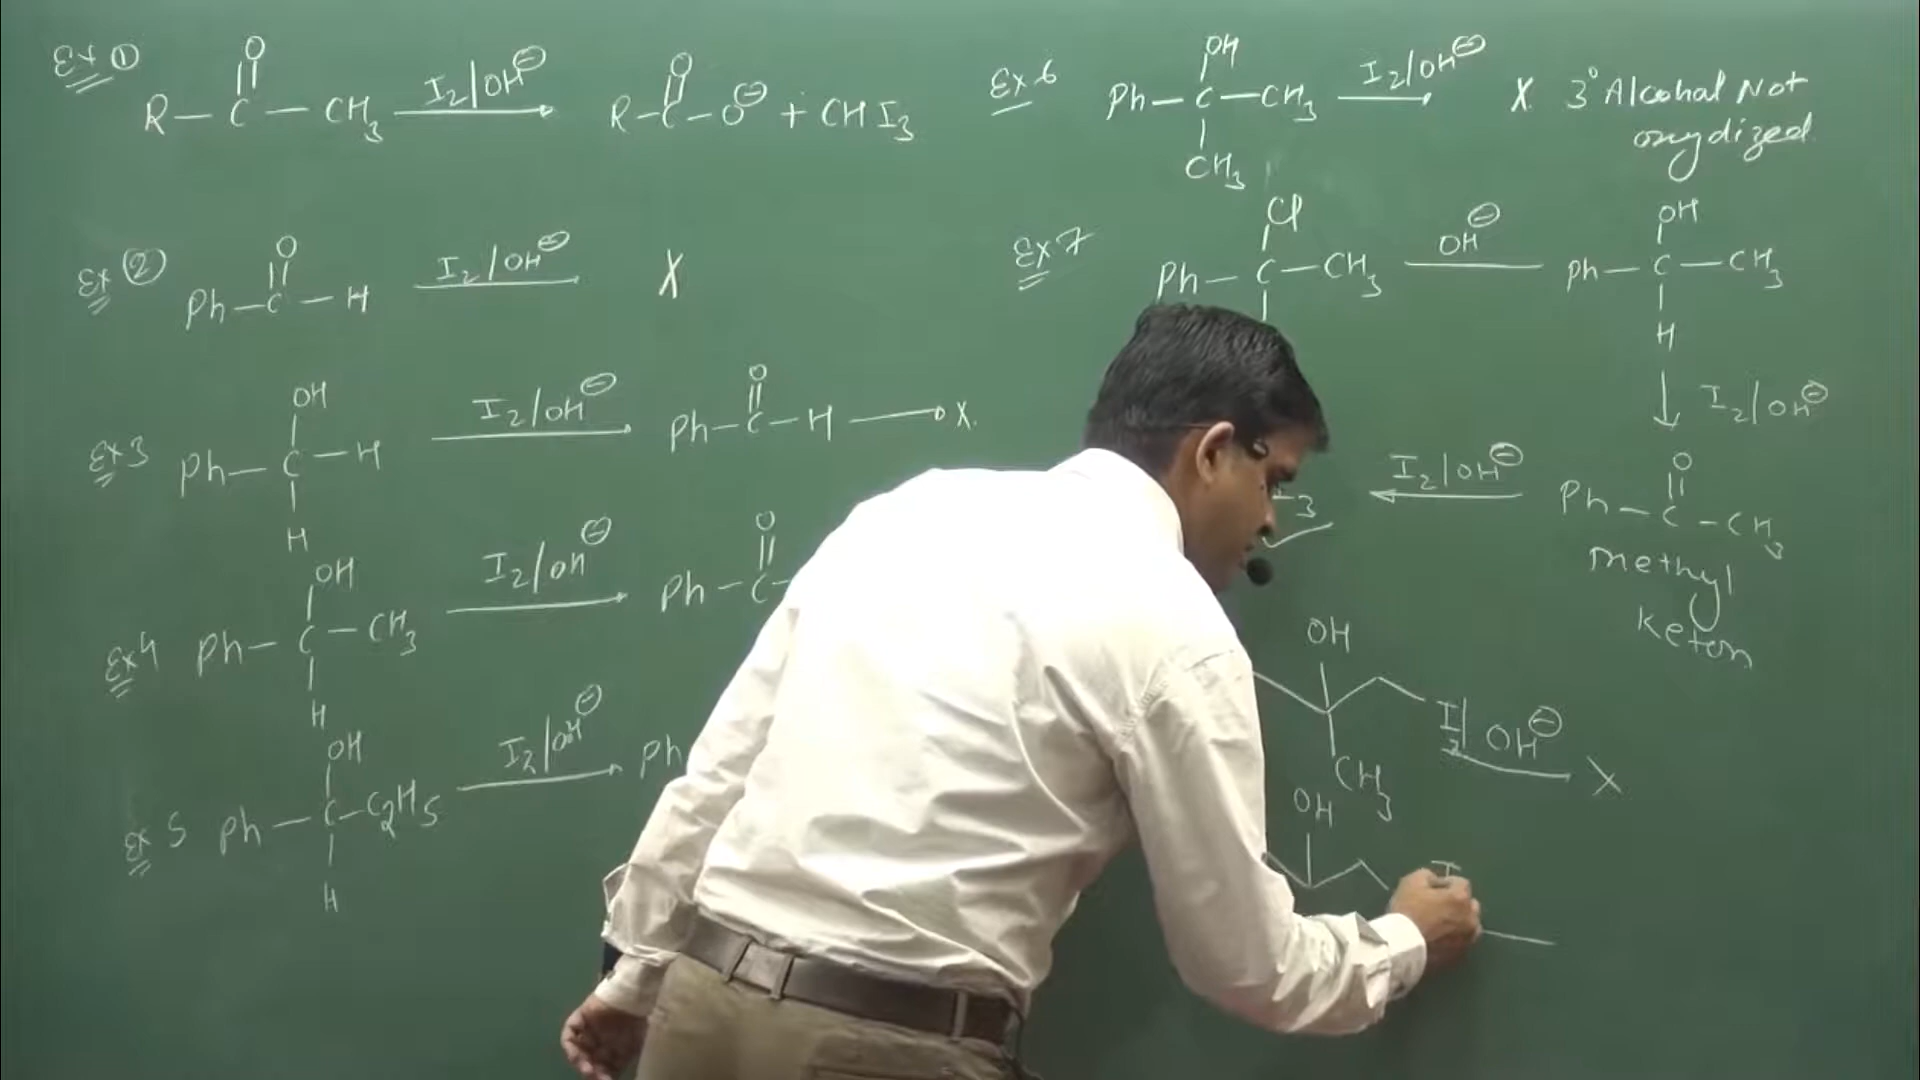 Ex ①
O
R—C—CH3 I2/OH⊖ R—C—O⊖ + CHI3
O
Ex ②
O
Ph—C—H I2/OH⊖ X
Ex 3
OH
Ph—C—H I2/OH⊖ Ph—C—H X
O
H
Ex 4
OH
Ph—C—CH3 I2/OH⊖ Ph—C—
O
H
Ex 5
OH
Ph—C—C2H5 I2/OH⊖ Ph
H
Ex 6
OH
Ph—C—CH3 I2/OH⊖ X 3° Alcohal Not
oxydized
CH3
Ex 7
Cl
Ph—C—CH3 OH⊖ Ph—C—CH3
OH
H
I2/OH⊖
O
I3 I2/OH⊖ Ph—C—CH3
methyl
keton
OH
I2/OH⊖ X
CH3
OH
I